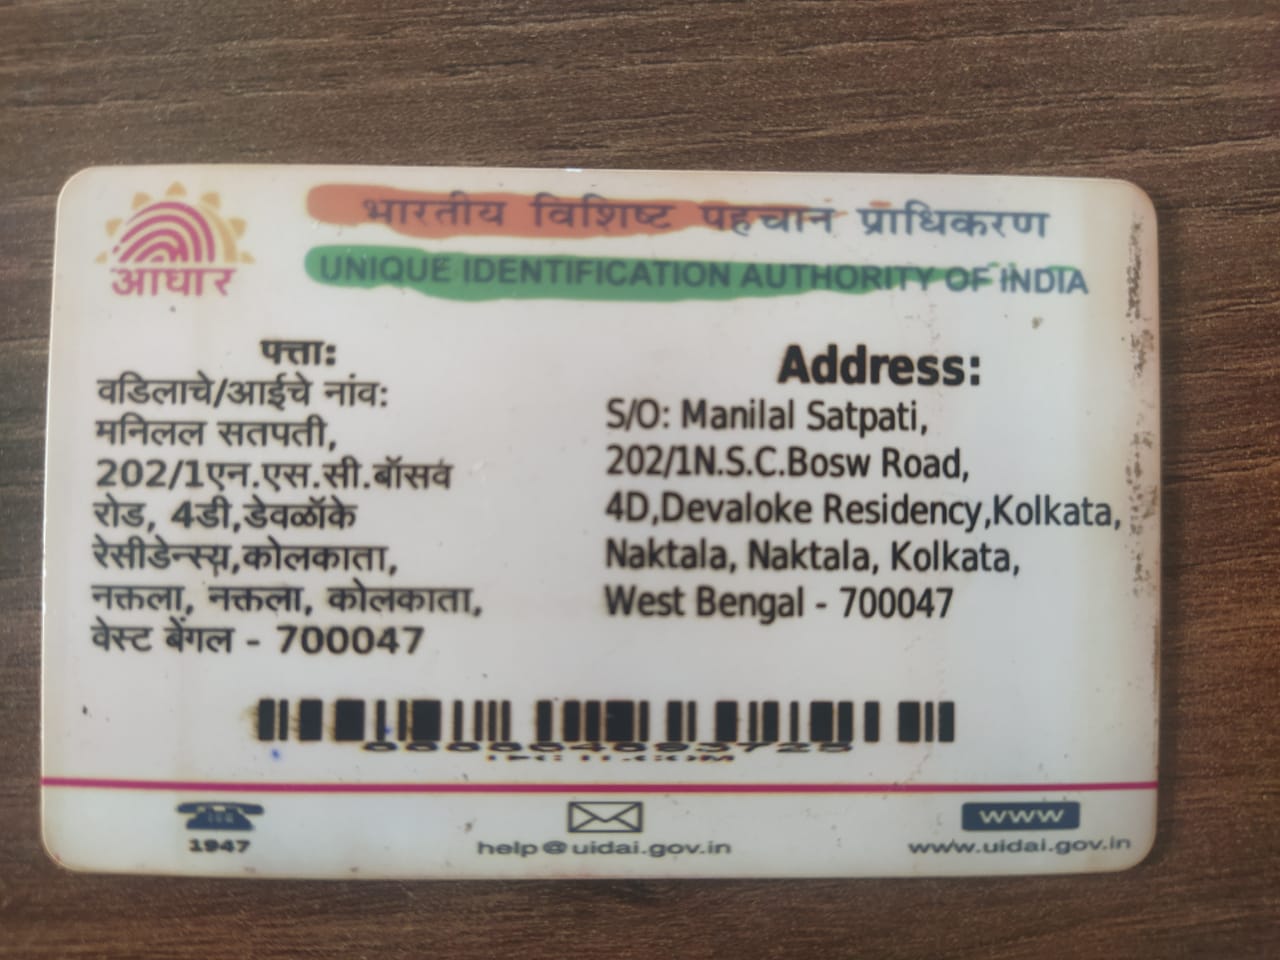 आधार
भारतीय विशिष्ट पहचान प्राधिकरण
UNIQUE IDENTIFICATION AUTHORITY OF INDIA
पत्ता:
वडिलाचे/आईचे नांव:
मनिलल सतपती,
202/1एन.एस.सी.बॉसव
रोड, 4डी,डेवळॉके
रेसीडेन्स्य,कोलकाता,
नक्तला, नक्तला, कोलकाता,
वेस्ट बेंगल - 700047
Address:
S/O: Manilal Satpati,
202/1N.S.C.Bosw Road,
4D,Devaloke Residency,Kolkata,
Naktala, Naktala, Kolkata,
West Bengal - 700047
1947
help@uidai.gov.in
www
www.uidai.gov.in